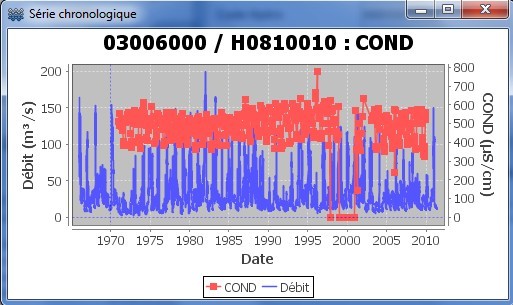 Série chronologique
03006000 / H0810010 : COND
200
150
100
50
0
Débit (m³/s)
800
700
600
500
400
300
200
100
0
COND (µS/cm)
1970 1975 1980 1985 1990 1995 2000 2005 2010
Date
COND Débit